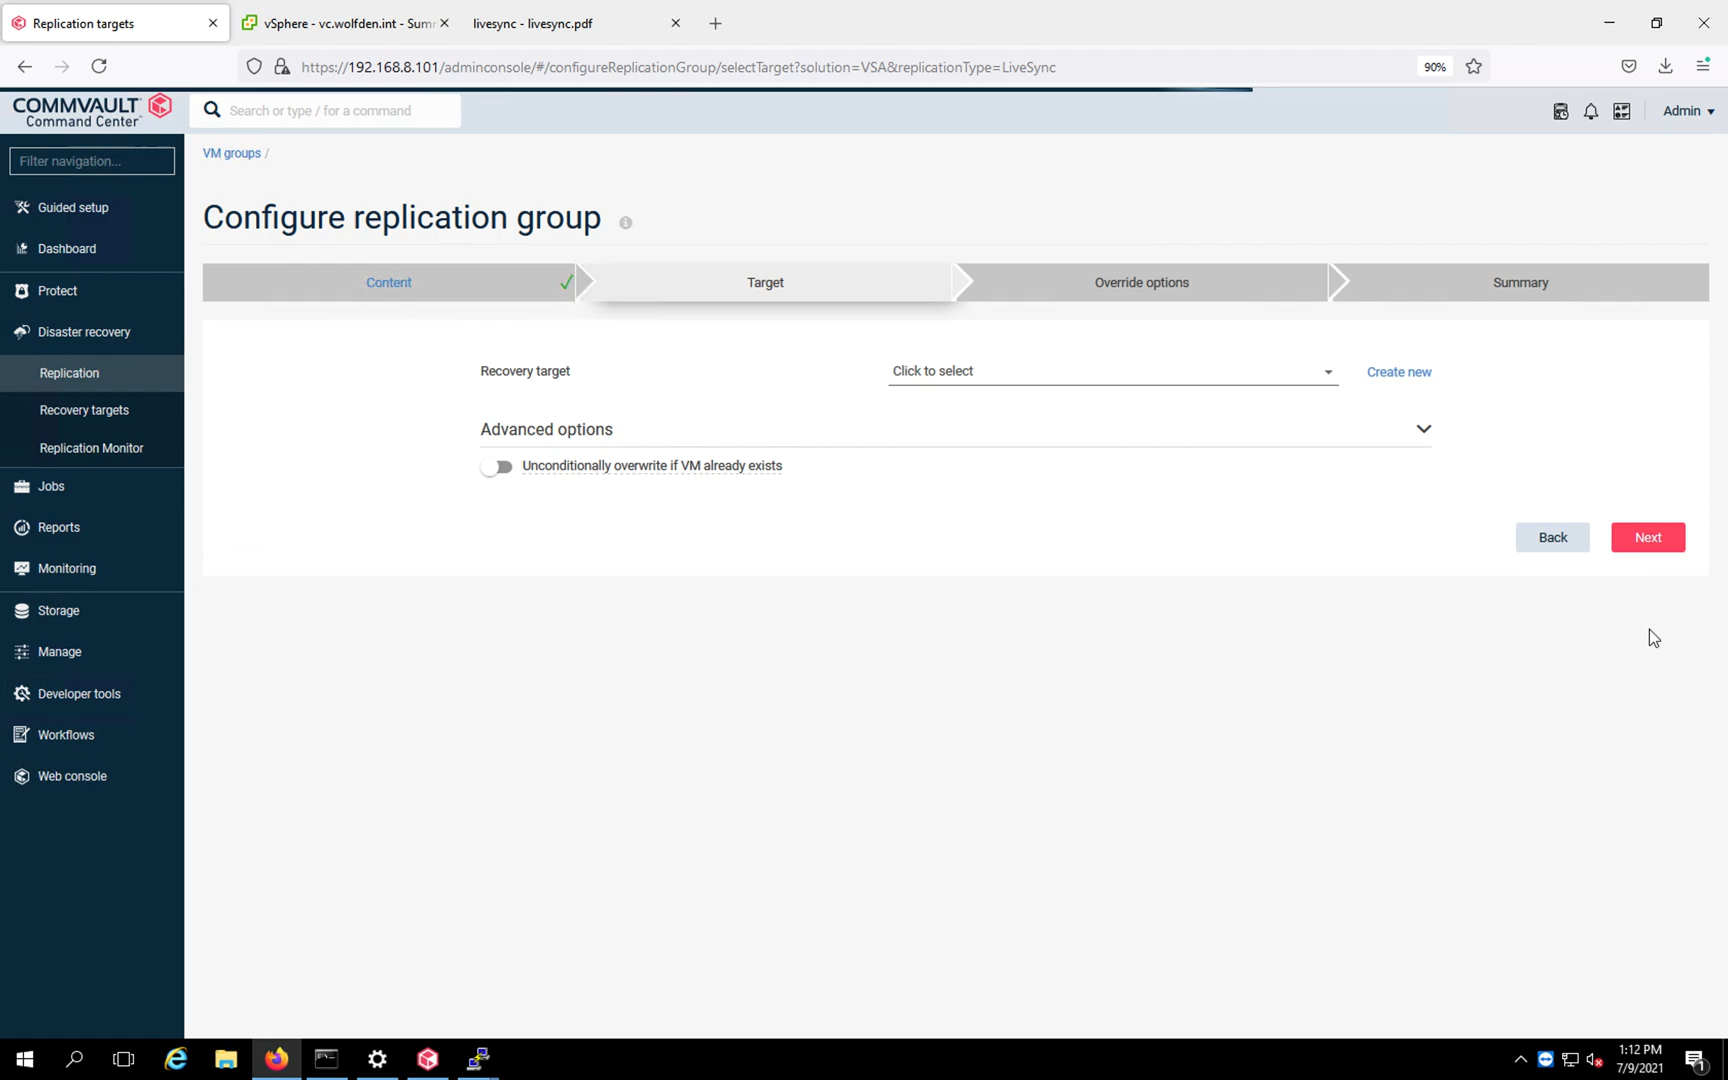 Replication targets
vSphere - vc.wolfden.int - Sum
livesync - livesync.pdf
https://192.168.8.101/adminconsole/#/configureReplicationGroup/selectTarget?solution=VSA&replicationType=LiveSync
90%
COMMVAULT
Command Center
Search or type / for a command
Admin
Filter navigation...
Guided setup
Dashboard
Protect
Disaster recovery
Replication
Recovery targets
Replication Monitor
Jobs
Reports
Monitoring
Storage
Manage
Developer tools
Workflows
Web console
VM groups /
Configure replication group
Content
Target
Override options
Summary
Recovery target
Click to select
Create new
Advanced options
Unconditionally overwrite if VM already exists
Back
Next
1:12 PM
7/9/2021
1